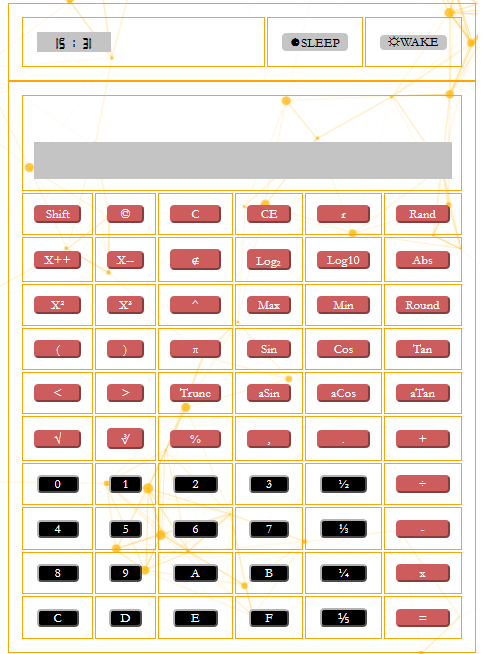 15 : 31 SLEEP WAKE
Shift © C CE ε Rand
X++ X-- ∉ Log₂ Log10 Abs
X² X³ ^ Max Min Round
( ) π Sin Cos Tan
< > Trunc aSin aCos aTan
√ ∛ % , . +
0 1 2 3 ½ ÷
4 5 6 7 ⅓ -
8 9 A B ¼ x
C D E F ⅕ =